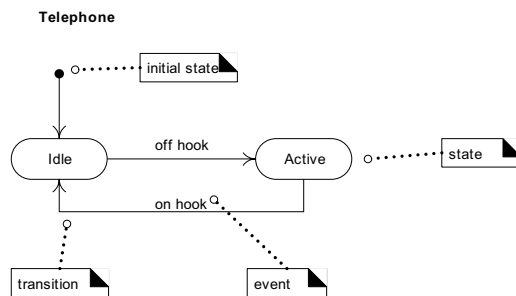 Telephone
initial state
off hook
Idle
Active
state
on hook
transition
event